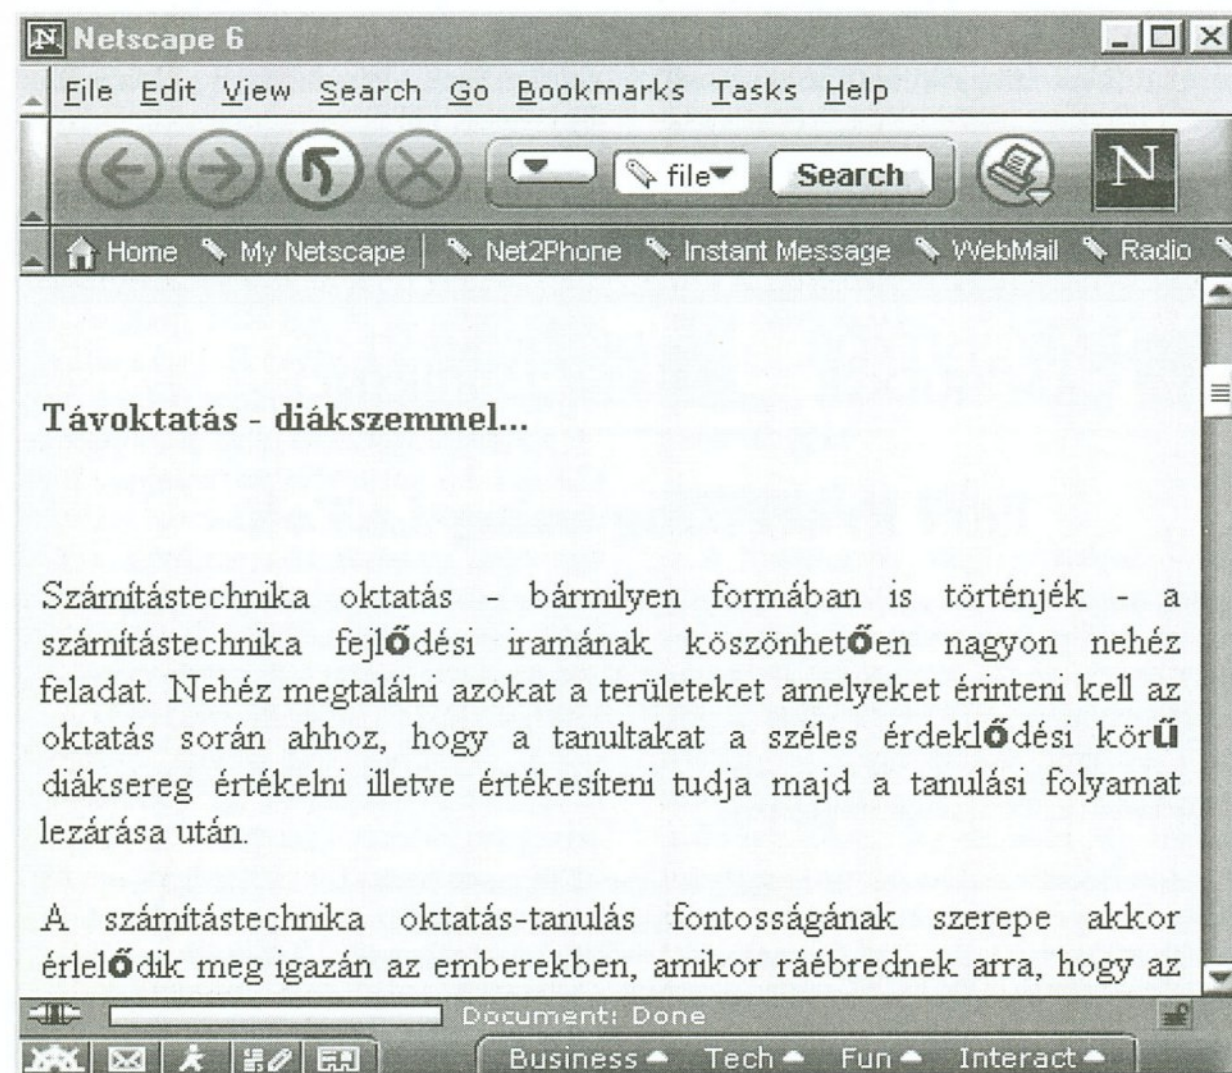 Netscape 6
File Edit View Search Go Bookmarks Tasks Help
file Search N
Home My Netscape Net2Phone Instant Message WebMail Radio
Távoktatás - diákszemmel...
Számítástechnika oktatás bármilyen formában is történjék - a
számítástechnika fejlődési iramának köszönhetően nagyon nehéz
feladat. Nehéz megtalálni azokat a területeket amelyeket érinteni kell az
oktatás során ahhoz, hogy a tanultakat a széles érdeklődési körű
diáksereg értékelni illetve értékesíteni tudja majd a tanulási folyamat
lezárása után.
A számítástechnika oktatás-tanulás fontosságának szerepe akkor
érlelődik meg igazán az emberekben, amikor ráébrednek arra, hogy az
Document: Done
Business Tech Fun Interact